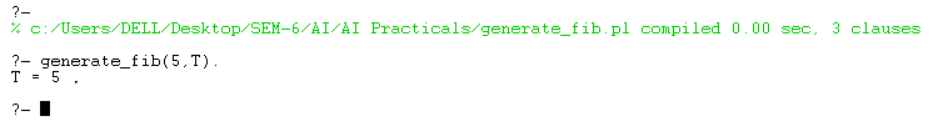 ?-
% c:/Users/DELL/Desktop/SEM-6/AI/AI Practicals/generate_fib.pl compiled 0.00 sec, 3 clauses
?- generate_fib(5,T).
T = 5 .
?-